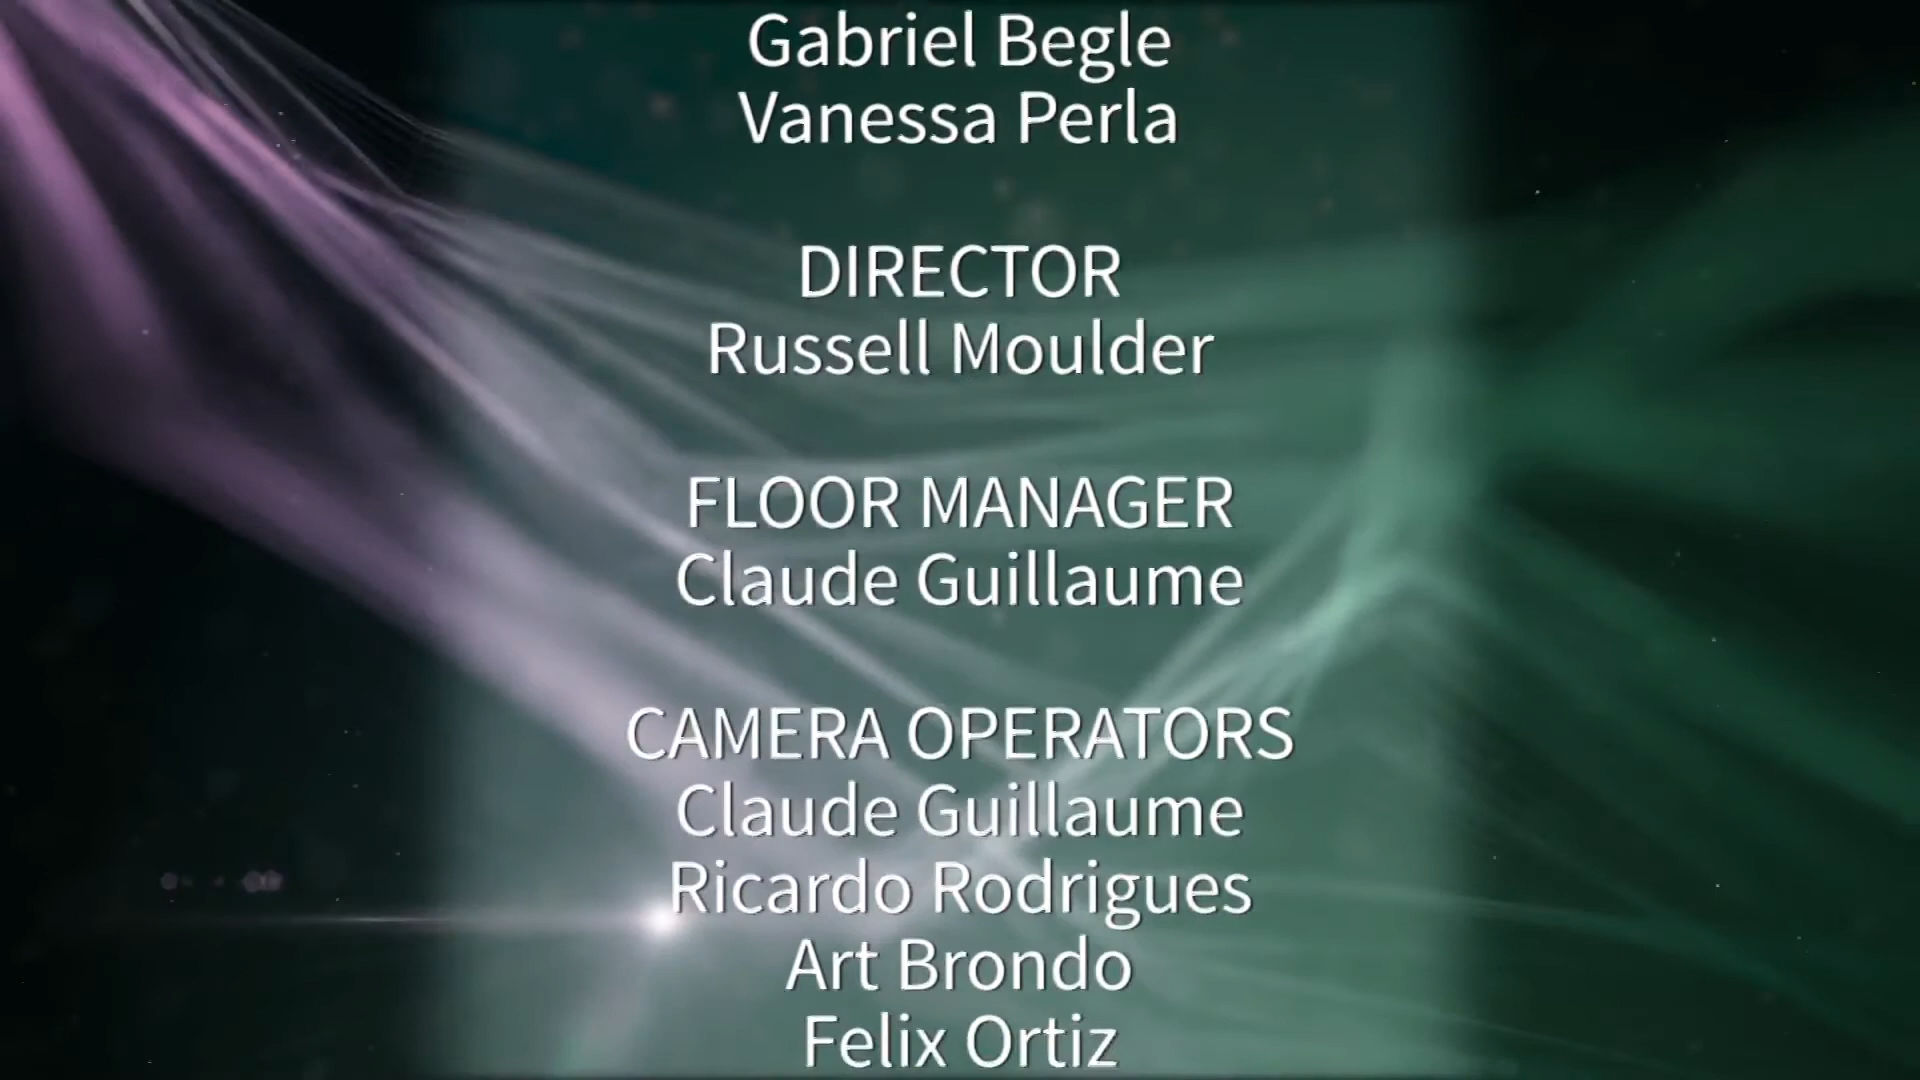 Gabriel Begle
Vanessa Perla
DIRECTOR
Russell Moulder
FLOOR MANAGER
Claude Guillaume
CAMERA OPERATORS
Claude Guillaume
Ricardo Rodrigues
Art Brondo
Felix Ortiz